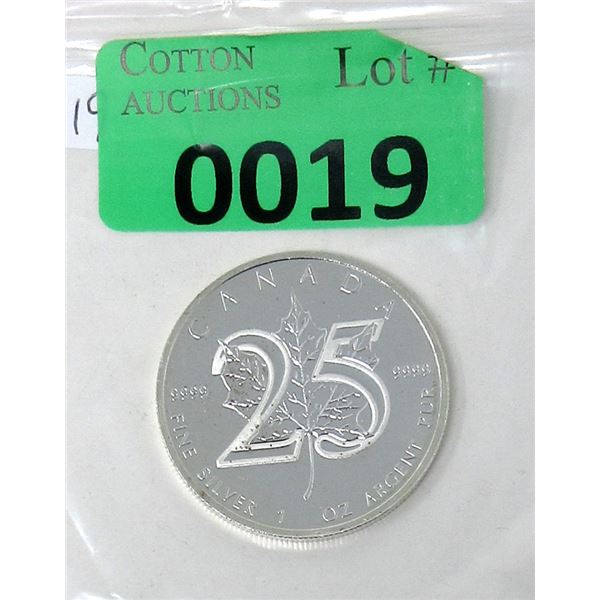 COTTON
AUCTIONS
Lot #
0019
CANADA
25
9999
9999
FINE SILVER 1 OZ ARGENT PUR